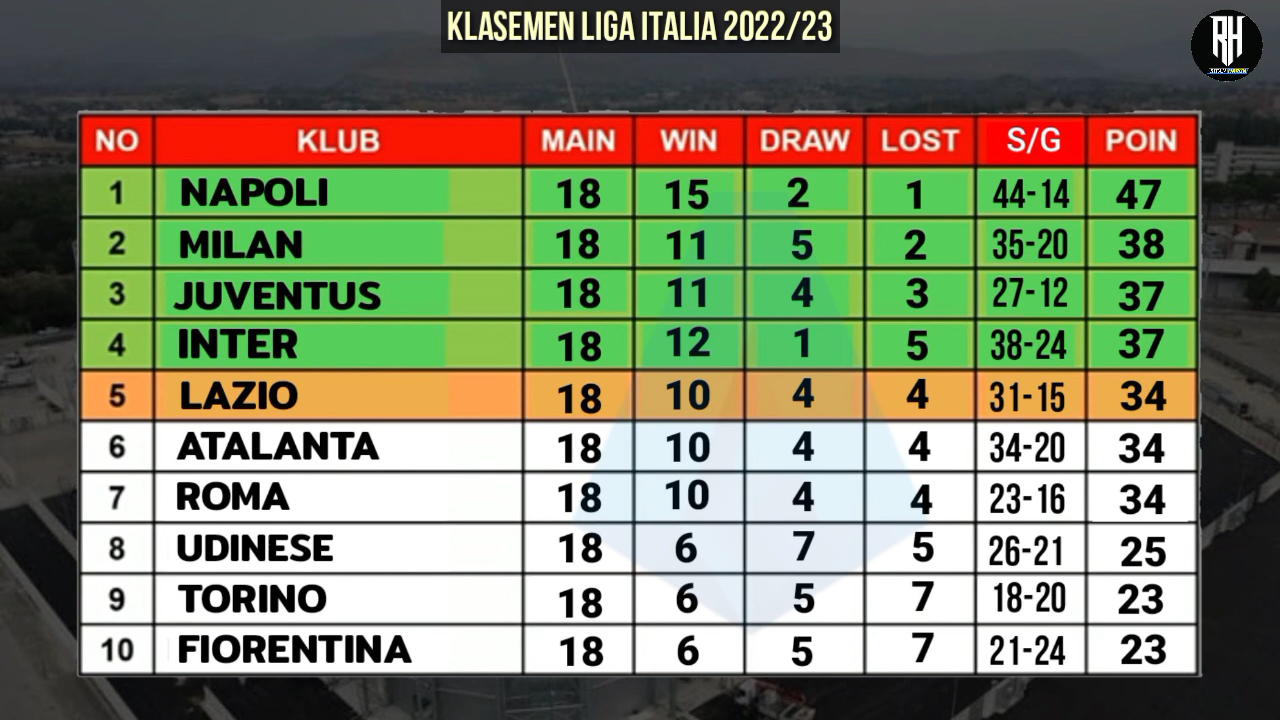 KLASEMEN LIGA ITALIA 2022/23
RH
NO KLUB MAIN WIN DRAW LOST S/G POIN
1 NAPOLI 18 15 2 1 44-14 47
2 MILAN 18 11 5 2 35-20 38
3 JUVENTUS 18 11 4 3 27-12 37
4 INTER 18 12 1 5 38-24 37
5 LAZIO 18 10 4 4 31-15 34
6 ATALANTA 18 10 4 4 34-20 34
7 ROMA 18 10 4 4 23-16 34
8 UDINESE 18 6 7 5 26-21 25
9 TORINO 18 6 5 7 18-20 23
10 FIORENTINA 18 6 5 7 21-24 23